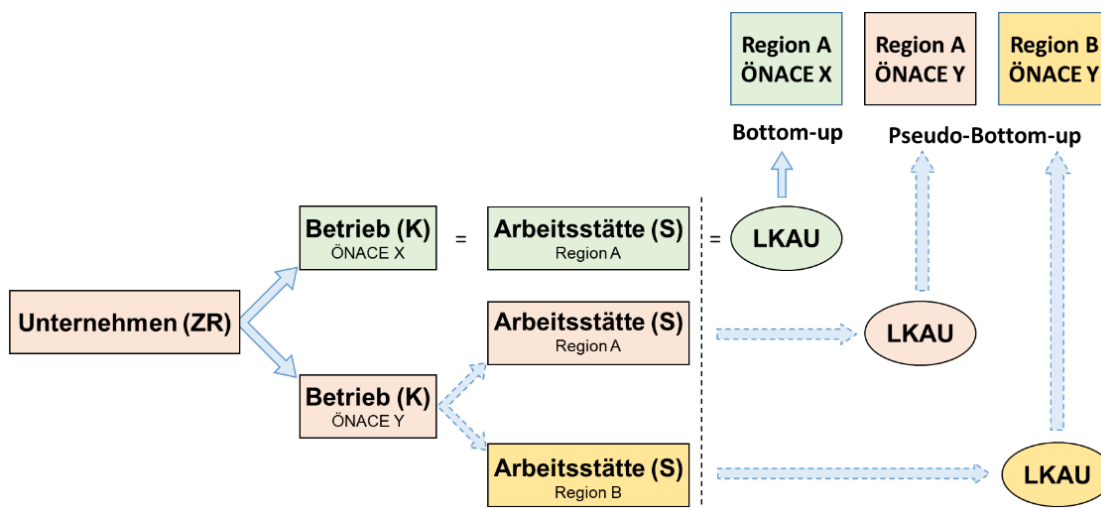 Region A
ÖNACE X
Region A
ÖNACE Y
Region B
ÖNACE Y
Bottom-up
Pseudo-Bottom-up
Betrieb (K)
ÖNACE X
=
Arbeitsstätte (S)
Region A
=
LKAU
Unternehmen (ZR)
Arbeitsstätte (S)
Region A
LKAU
Betrieb (K)
ÖNACE Y
Arbeitsstätte (S)
Region B
LKAU